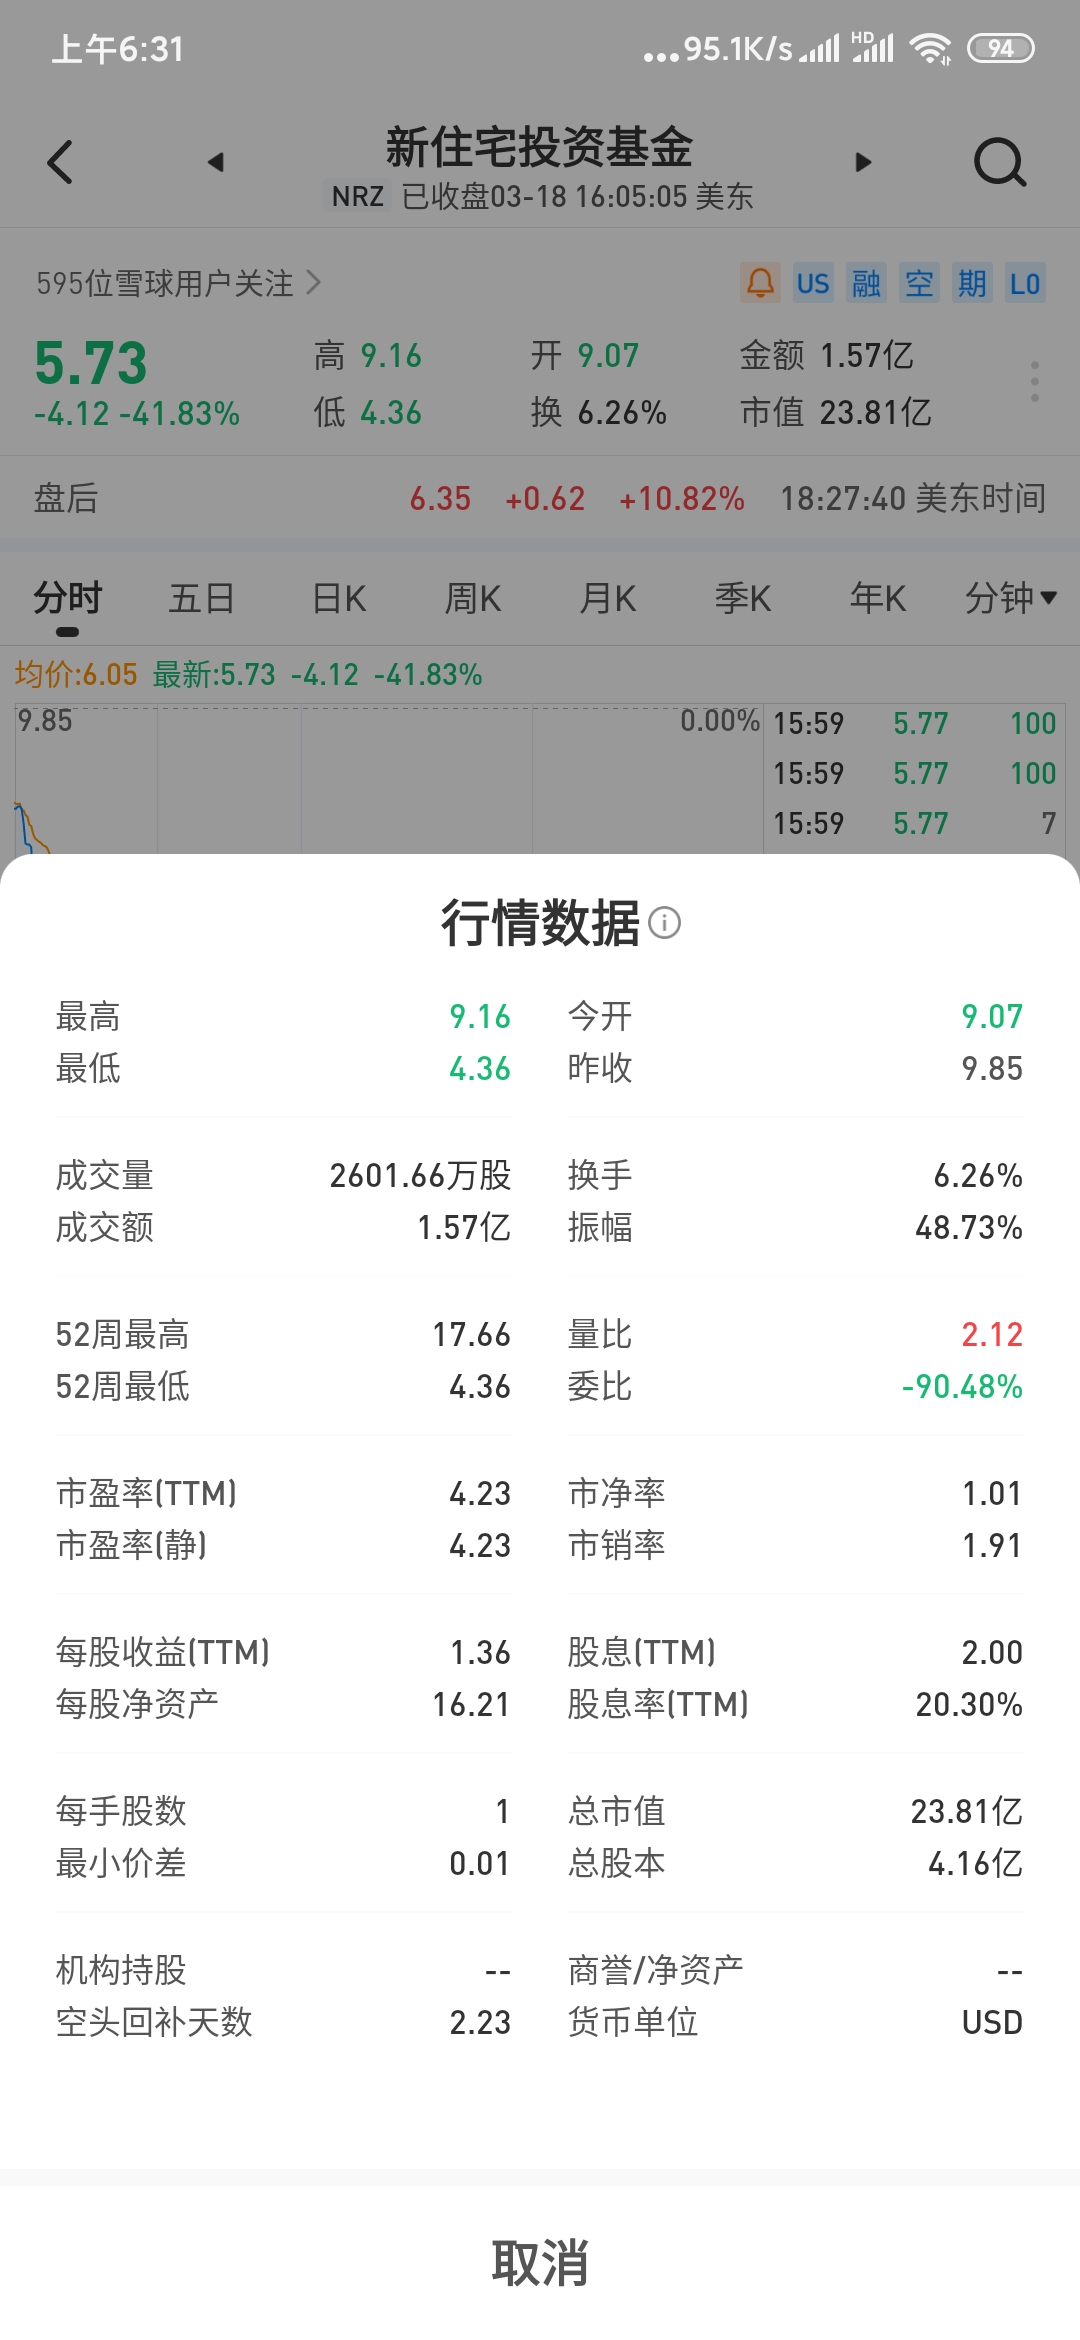 上午6:31 ...95.1K/s HD 94
新住宅投资基金
NRZ 已收盘03-18 16:05:05 美东
595位雪球用户关注 US 融 空 期 L0
5.73 高 9.16 开 9.07 金额 1.57亿
-4.12 -41.83% 低 4.36 换 6.26% 市值 23.81亿
盘后 6.35 +0.62 +10.82% 18:27:40 美东时间
分时 五日 日K 周K 月K 季K 年K 分钟
均价:6.05 最新:5.73 -4.12 -41.83%
9.85 0.00% 15:59 5.77 100
15:59 5.77 100
15:59 5.77 7
行情数据
最高 9.16 今开 9.07
最低 4.36 昨收 9.85
成交量 2601.66万股 换手 6.26%
成交额 1.57亿 振幅 48.73%
52周最高 17.66 量比 2.12
52周最低 4.36 委比 -90.48%
市盈率(TTM) 4.23 市净率 1.01
市盈率(静) 4.23 市销率 1.91
每股收益(TTM) 1.36 股息(TTM) 2.00
每股净资产 16.21 股息率(TTM) 20.30%
每手股数 1 总市值 23.81亿
最小价差 0.01 总股本 4.16亿
机构持股 -- 商誉/净资产 --
空头回补天数 2.23 货币单位 USD
取消